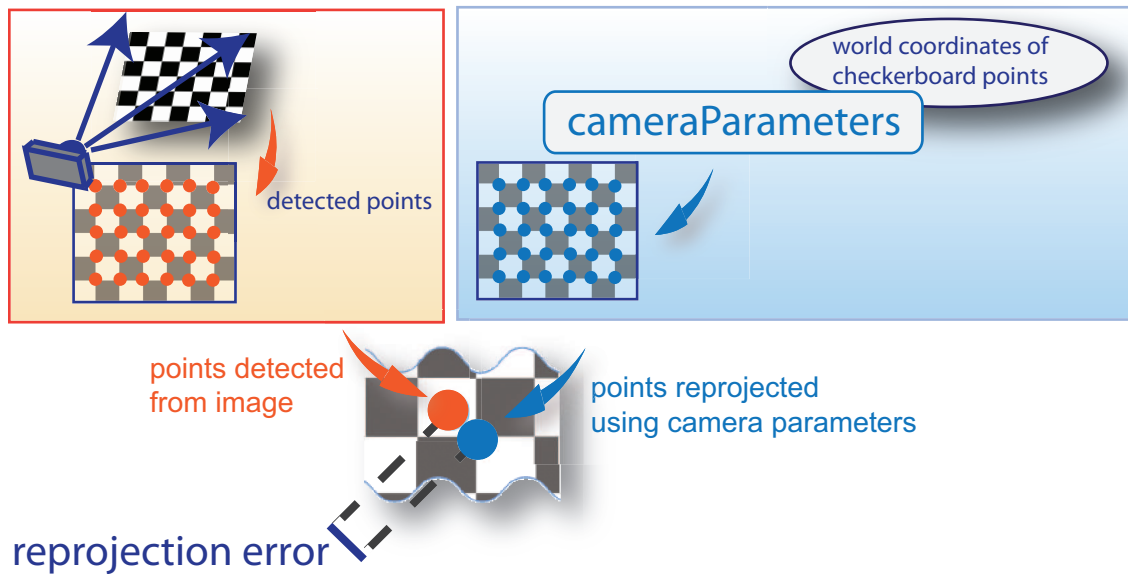 detected points
world coordinates of
checkerboard points
cameraParameters
points detected
from image
points reprojected
using camera parameters
reprojection error